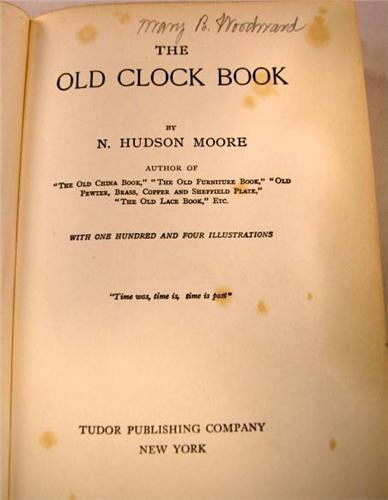 Mary B. Woodward
THE
OLD CLOCK BOOK
BY
N. HUDSON MOORE
AUTHOR OF
"THE OLD CHINA BOOK," "THE OLD FURNITURE BOOK," "OLD
PEWTER, BRASS, COPPER AND SHEFFIELD PLATE,"
"THE OLD LACE BOOK," ETC.
WITH ONE HUNDRED AND FOUR ILLUSTRATIONS
"Time was, time is, time is past"
TUDOR PUBLISHING COMPANY
NEW YORK